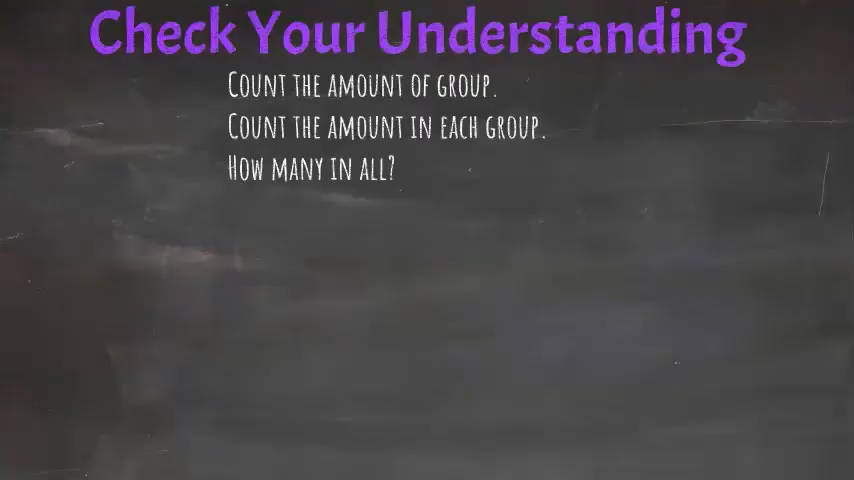 Check Your Understanding
Count the amount of group.
Count the amount in each group.
How many in all?